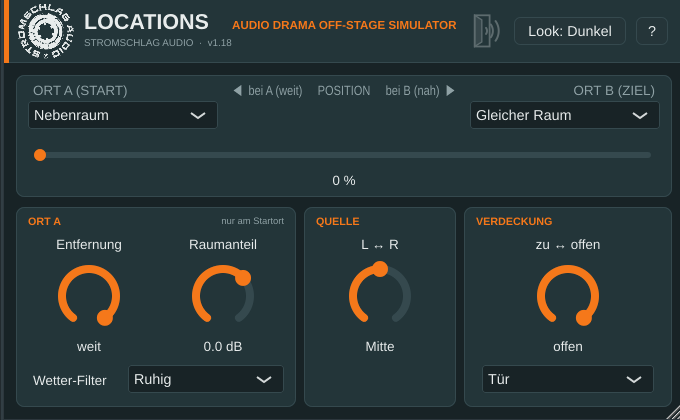 STROMSCHLAG AUDIO
LOCATIONS
AUDIO DRAMA OFF-STAGE SIMULATOR
STROMSCHLAG AUDIO · v1.18
Look: Dunkel
?
ORT A (START)
◀ bei A (weit) POSITION bei B (nah) ▶
ORT B (ZIEL)
Nebenraum
Gleicher Raum
0 %
ORT A
nur am Startort
Entfernung
Raumanteil
weit
0.0 dB
Wetter-Filter
Ruhig
QUELLE
L ↔ R
Mitte
VERDECKUNG
zu ↔ offen
offen
Tür